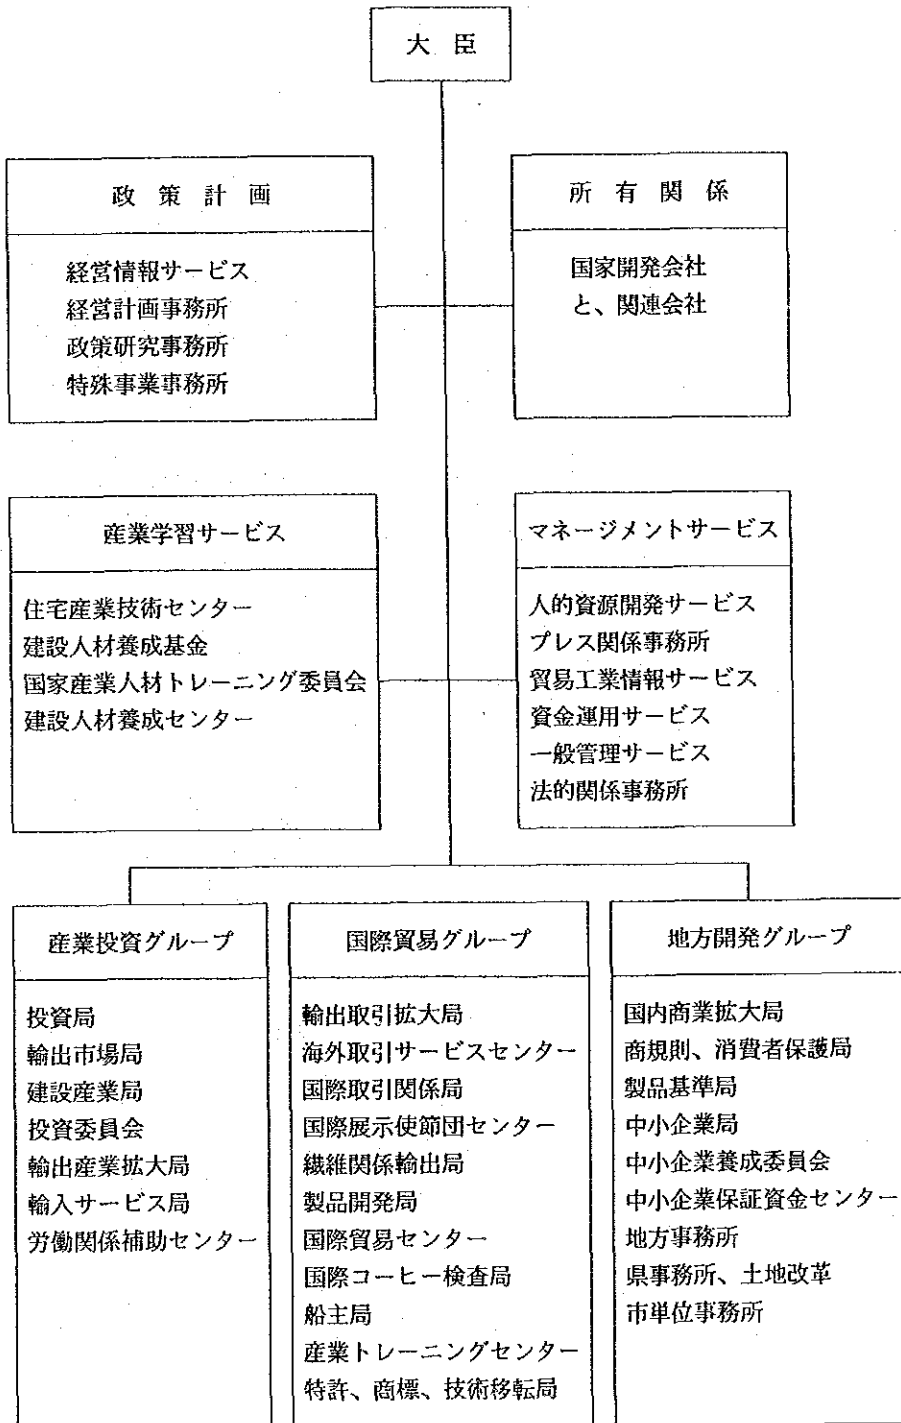 大臣
政策計画
経営情報サービス
経営計画事務所
政策研究事務所
特殊事業事務所
所有関係
国家開発会社
と、関連会社
産業学習サービス
住宅産業技術センター
建設人材養成基金
国家産業人材トレーニング委員会
建設人材養成センター
マネージメントサービス
人的資源開発サービス
プレス関係事務所
貿易工業情報サービス
資金運用サービス
一般管理サービス
法的関係事務所
産業投資グループ
投資局
輸出市場局
建設産業局
投資委員会
輸出産業拡大局
輸入サービス局
労働関係補助センター
国際貿易グループ
輸出取引拡大局
海外取引サービスセンター
国際取引関係局
国際展示使節団センター
繊維関係輸出局
製品開発局
国際貿易センター
国際コーヒー検査局
船主局
産業トレーニングセンター
特許、商標、技術移転局
地方開発グループ
国内商業拡大局
商規則、消費者保護局
製品基準局
中小企業局
中小企業養成委員会
中小企業保証資金センター
地方事務所
県事務所、土地改革
市単位事務所